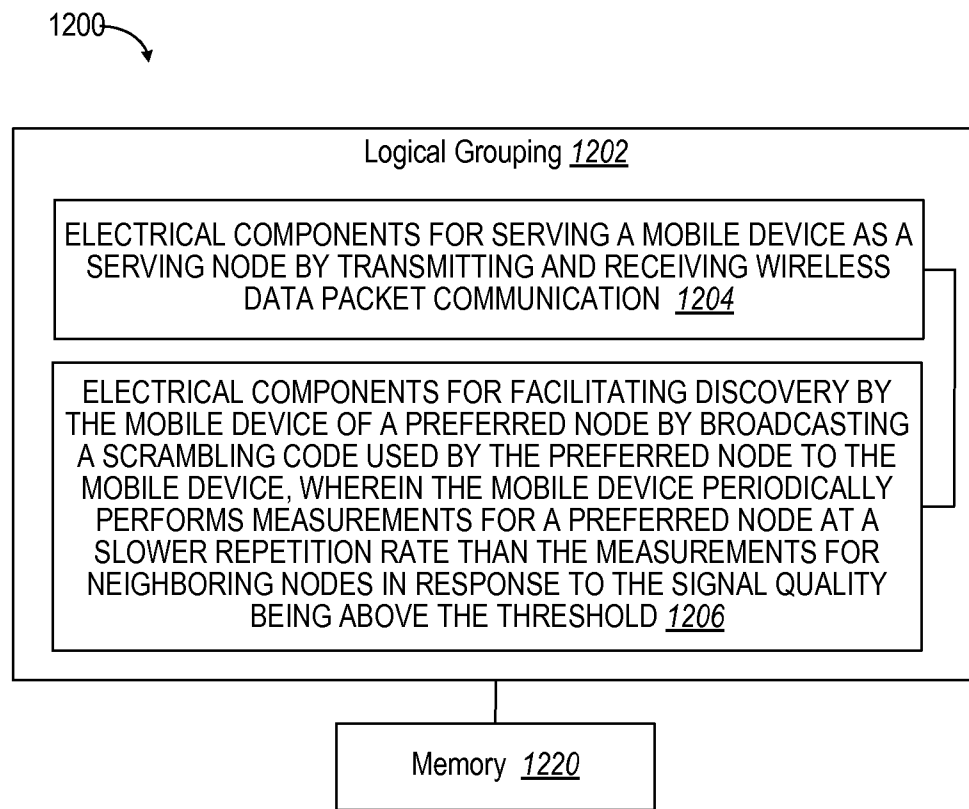 1200
Logical Grouping 1202
ELECTRICAL COMPONENTS FOR SERVING A MOBILE DEVICE AS A
SERVING NODE BY TRANSMITTING AND RECEIVING WIRELESS
DATA PACKET COMMUNICATION 1204
ELECTRICAL COMPONENTS FOR FACILITATING DISCOVERY BY
THE MOBILE DEVICE OF A PREFERRED NODE BY BROADCASTING
A SCRAMBLING CODE USED BY THE PREFERRED NODE TO THE
MOBILE DEVICE, WHEREIN THE MOBILE DEVICE PERIODICALLY
PERFORMS MEASUREMENTS FOR A PREFERRED NODE AT A
SLOWER REPETITION RATE THAN THE MEASUREMENTS FOR
NEIGHBORING NODES IN RESPONSE TO THE SIGNAL QUALITY
BEING ABOVE THE THRESHOLD 1206
Memory 1220